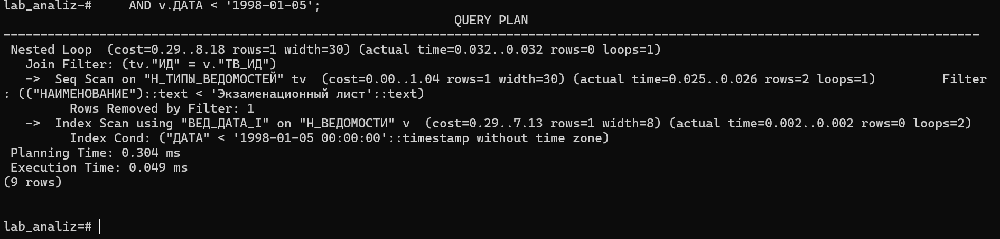 lab_analiz-#     AND v.ДАТА < '1998-01-05';
QUERY PLAN
------------------------------------------------------------------------------------------------------------------------------------
Nested Loop  (cost=0.29..8.18 rows=1 width=30) (actual time=0.032..0.032 rows=0 loops=1)
Join Filter: (tv."ИД" = v."ТВ_ИД")
->  Seq Scan on "Н_ТИПЫ_ВЕДОМОСТЕЙ" tv  (cost=0.00..1.04 rows=1 width=30) (actual time=0.025..0.026 rows=2 loops=1)         Filter
: (("НАИМЕНОВАНИЕ")::text < 'Экзаменационный лист'::text)
Rows Removed by Filter: 1
->  Index Scan using "ВЕД_ДАТА_I" on "Н_ВЕДОМОСТИ" v  (cost=0.29..7.13 rows=1 width=8) (actual time=0.002..0.002 rows=0 loops=2)
Index Cond: ("ДАТА" < '1998-01-05 00:00:00'::timestamp without time zone)
Planning Time: 0.304 ms
Execution Time: 0.049 ms
(9 rows)
lab_analiz=#